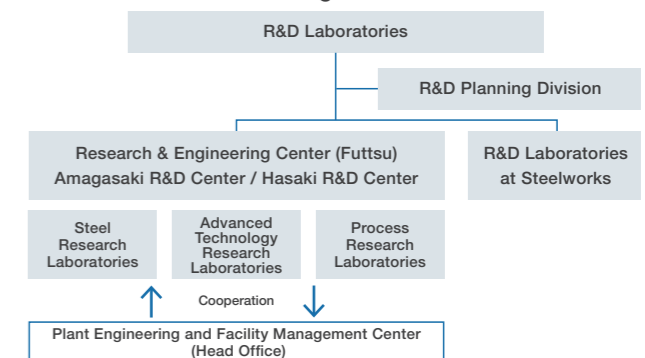 R&D Laboratories
R&D Planning Division
Research & Engineering Center (Futtsu)
Amagasaki R&D Center / Hasaki R&D Center
R&D Laboratories
at Steelworks
Steel
Research
Laboratories
Advanced
Technology
Research
Laboratories
Process
Research
Laboratories
Cooperation
Plant Engineering and Facility Management Center
(Head Office)